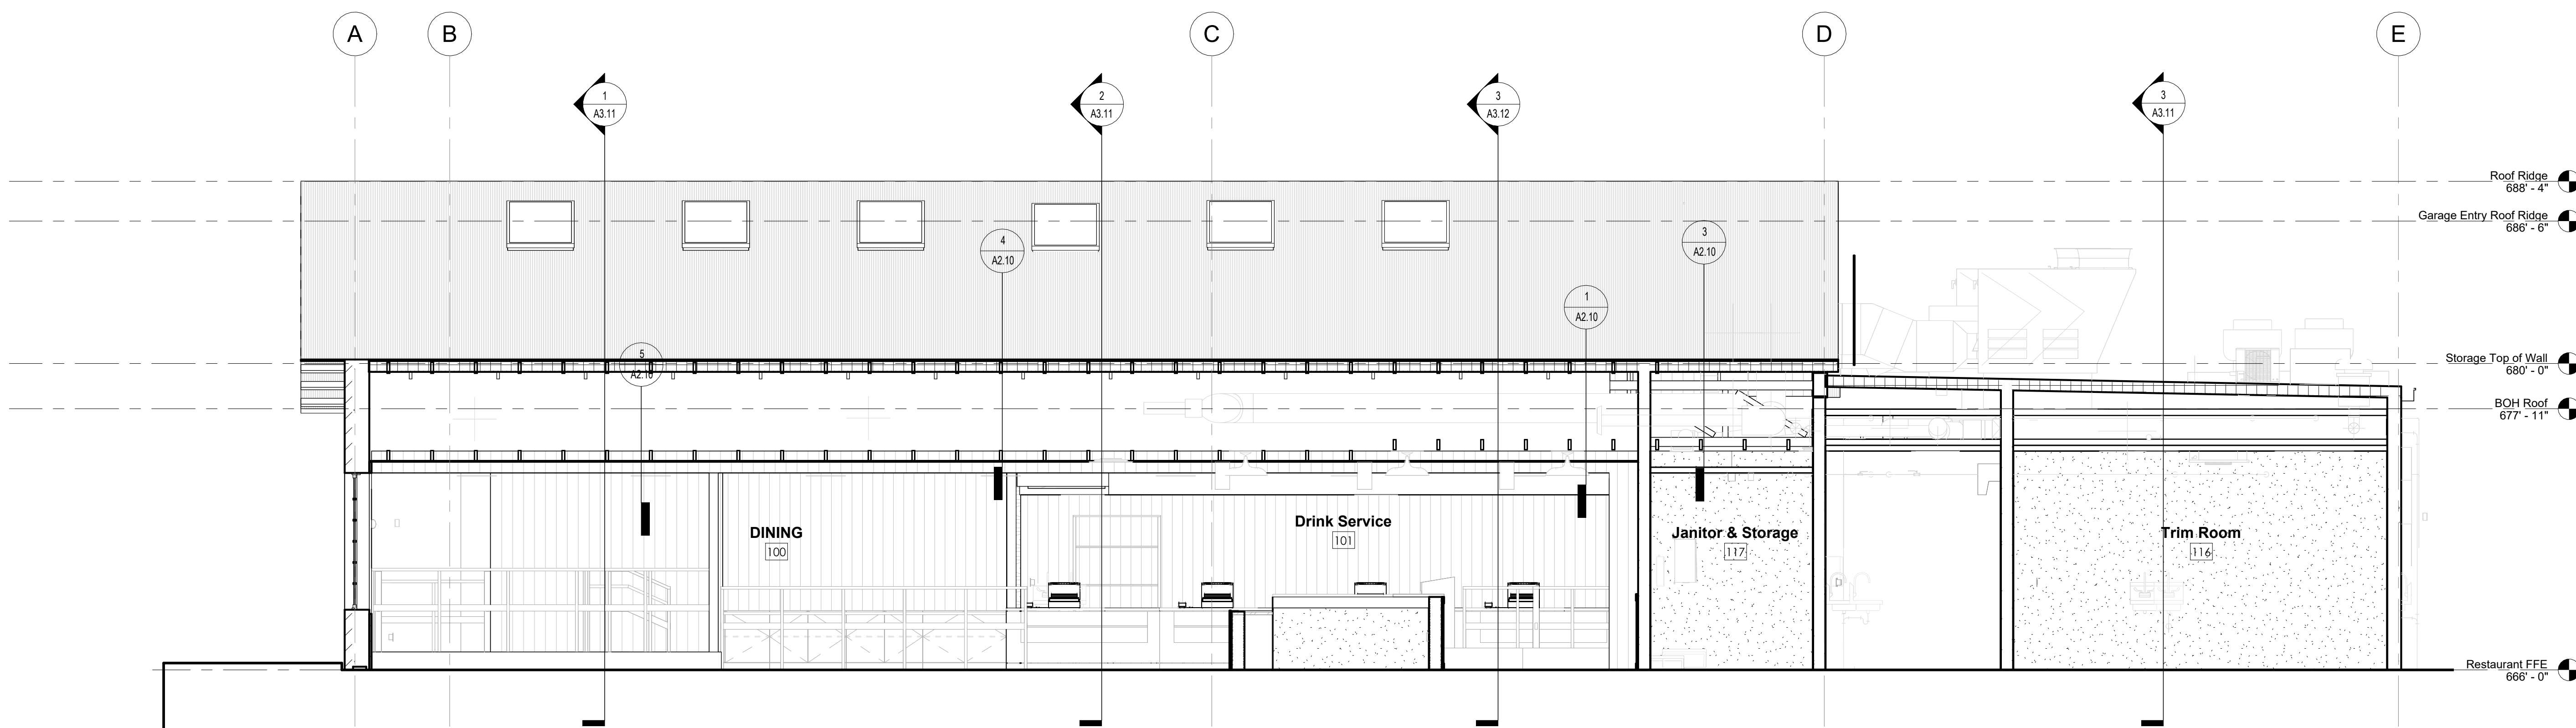 A
B
C
D
E
1
A3.11
2
A3.11
3
A3.12
3
A3.11
Roof Ridge
688' - 4"
Garage Entry Roof Ridge
686' - 6"
4
A2.10
3
A2.10
1
A2.10
5
A2.10
Storage Top of Wall
680' - 0"
BOH Roof
677' - 11"
DINING
100
Drink Service
101
Janitor & Storage
117
Trim Room
116
Restaurant FFE
666' - 0"